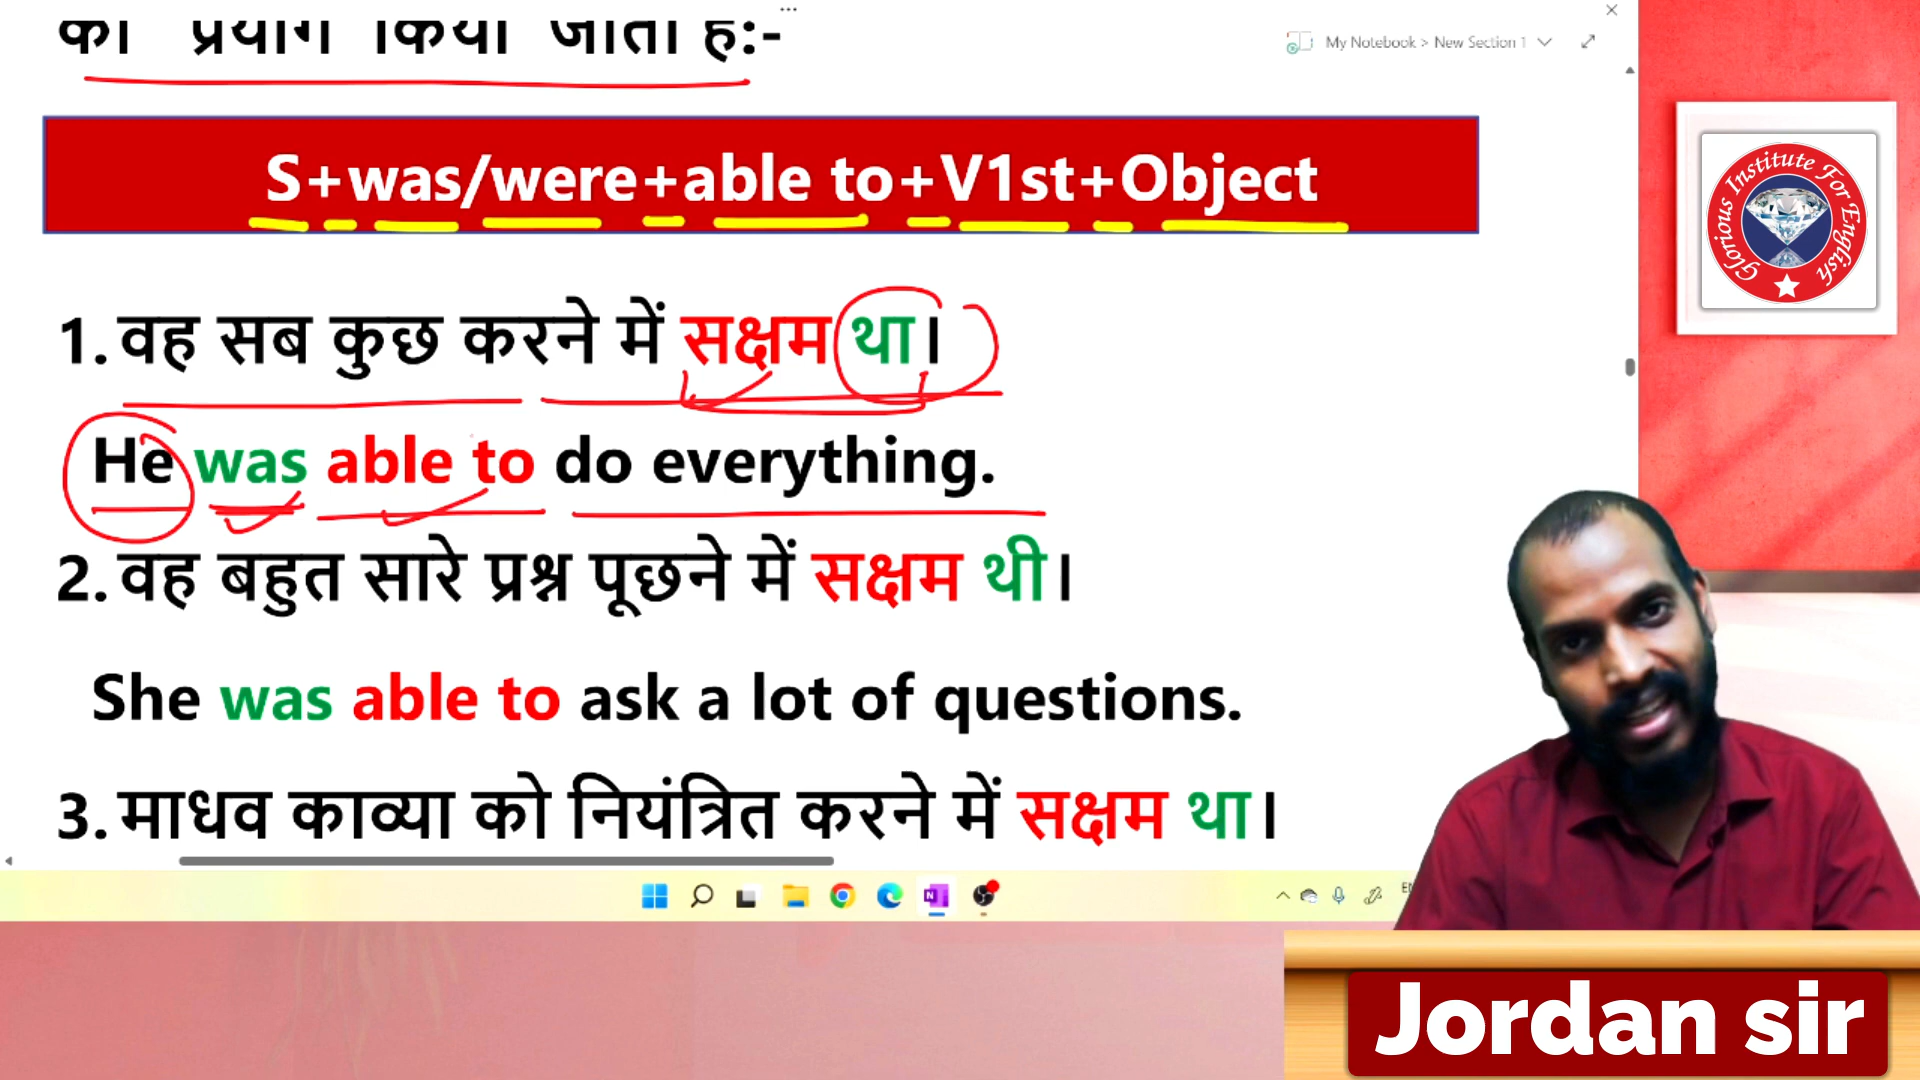 का प्रयोग किया जाता है:-
My Notebook > New Section 1
S+was/were+able to+V1st+Object
1. वह सब कुछ करने में सक्षम था।
He was able to do everything.
2. वह बहुत सारे प्रश्न पूछने में सक्षम थी।
She was able to ask a lot of questions.
3. माधव काव्या को नियंत्रित करने में सक्षम था।
Glorious Institute For English
Jordan sir